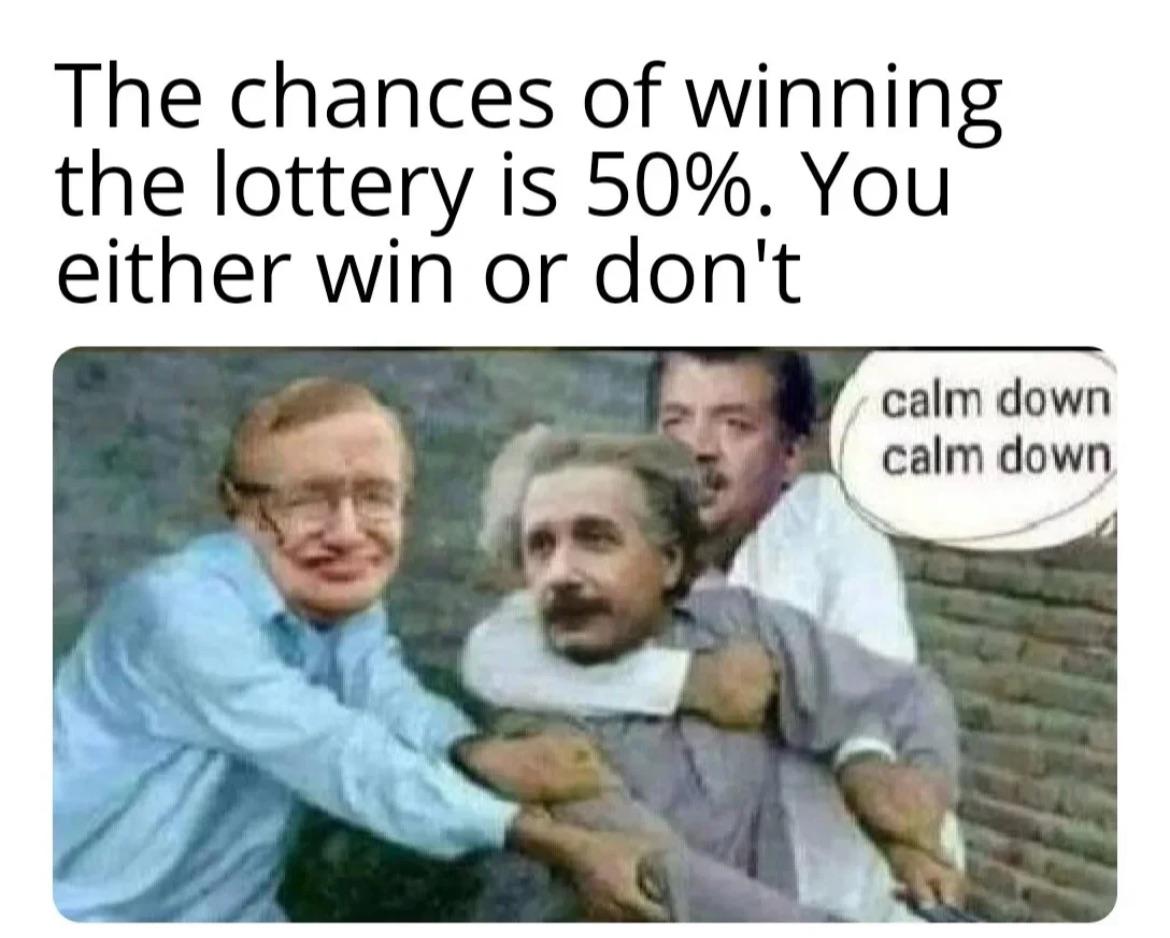 The chances of winning
the lottery is 50%. You
either win or don't
calm down
calm down